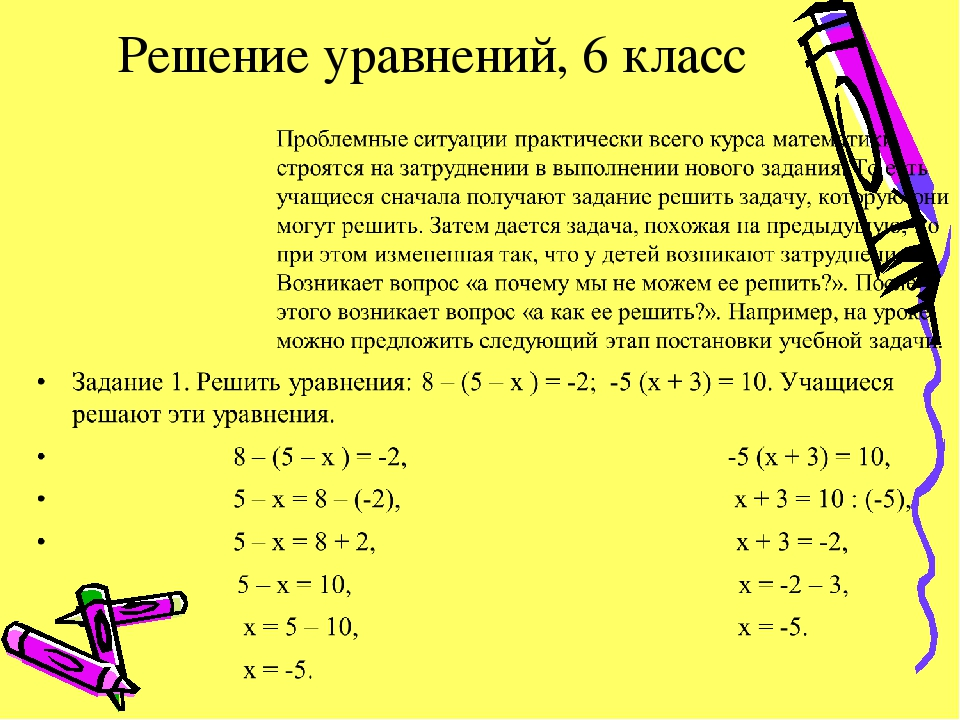 Решение уравнений, 6 класс
Проблемные ситуации практически всего курса математики
строятся на затруднении в выполнении нового задания. То есть
учащиеся сначала получают задание решить задачу, которую они
могут решить. Затем дается задача, похожая на предыдущую, но
при этом измененная так, что у детей возникают затруднения.
Возникает вопрос «а почему мы не можем ее решить?». После
этого возникает вопрос «а как ее решить?». Например, на уроке
можно предложить следующий этап постановки учебной задачи.
• Задание 1. Решить уравнения: 8 – (5 – x ) = -2; -5 (x + 3) = 10. Учащиеся
решают эти уравнения.
• 8 – (5 – x ) = -2, -5 (x + 3) = 10,
• 5 – x = 8 – (-2), x + 3 = 10 : (-5),
• 5 – x = 8 + 2, x + 3 = -2,
5 – x = 10, x = -2 – 3,
x = 5 – 10, x = -5.
x = -5.